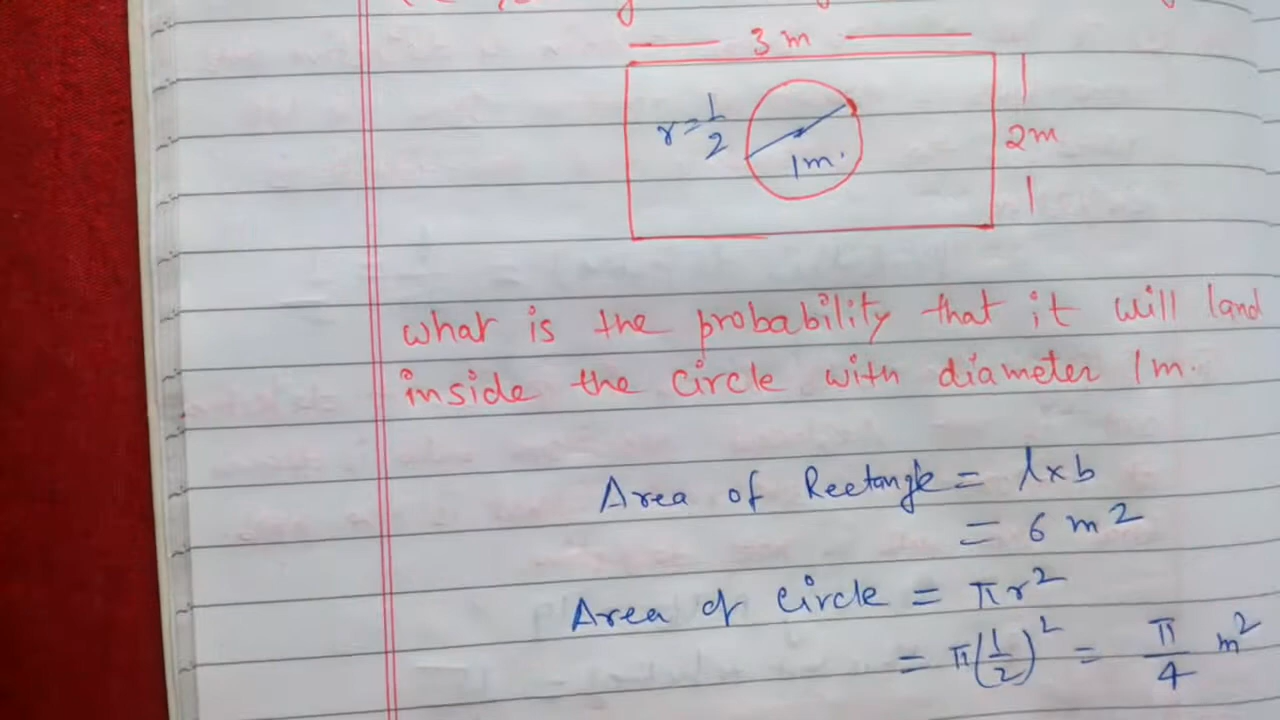 3 m
r = 1/2
1m.
2m
what is the probability that it will land
inside the circle with diameter 1m.
Area of Rectangle = l x b
= 6 m²
Area of circle = πr²
= π(1/2)² = π/4 m²